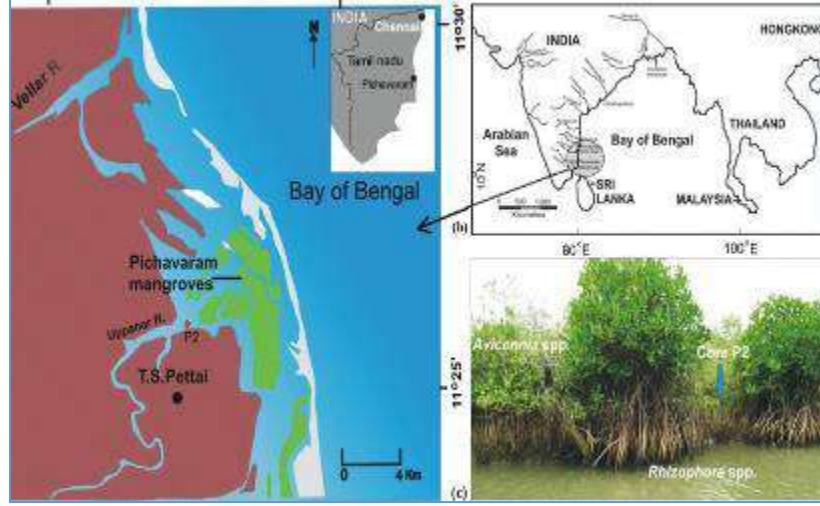 INDIA
Chennai
N
Tamil nadu
Pichavaram
Vellar R.
Bay of Bengal
Pichavaram
mangroves
Uppanar R.
P2
T.S.Pettai
0 4 Km
11°30'
11°25'
INDIA
HONGKONG
Arabian
Sea
Bay of Bengal
THAILAND
SRI
LANKA
MALAYSIA
10°N
Kilometres
(b)
80°E
100°E
Avicennia spp.
Core P2
Rhizophora spp.
(c)